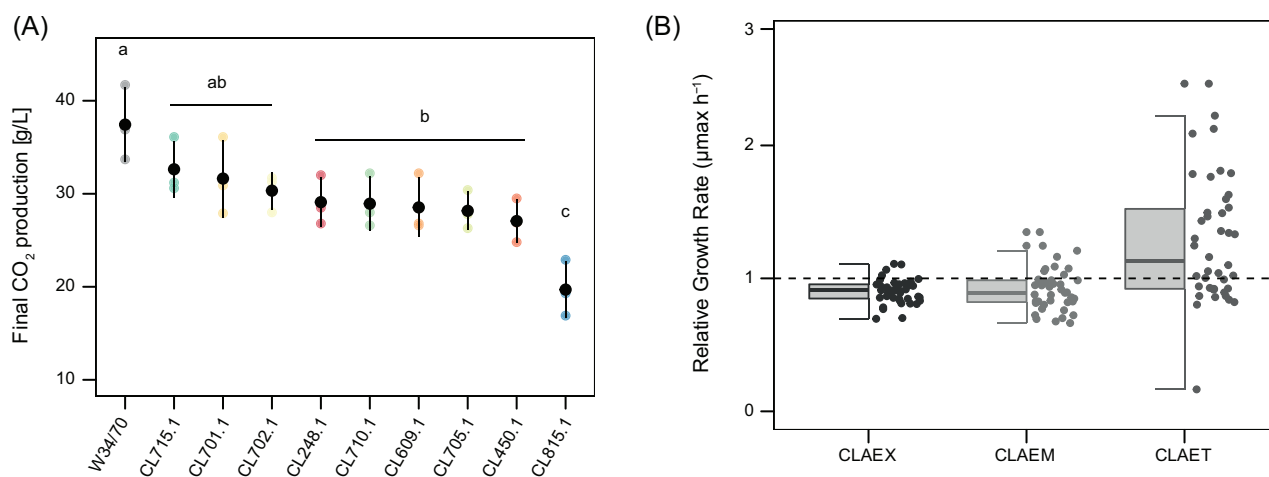 (A)
a
ab
b
c
Final CO₂ production [g/L]
40
30
20
10
W34/70
CL715.1
CL701.1
CL702.1
CL248.1
CL710.1
CL609.1
CL705.1
CL450.1
CL815.1
(B)
Relative Growth Rate (μmax h⁻¹)
3
2
1
0
CLAEX
CLAEM
CLAET